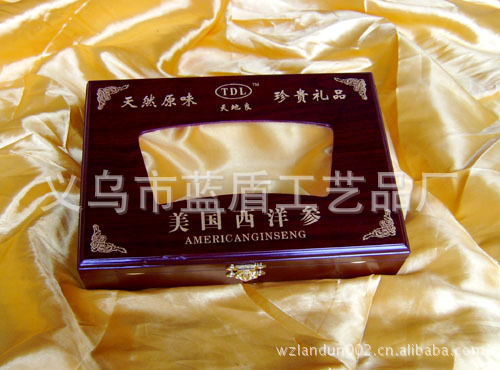 TDL™
天然原味 珍贵礼品
天地良
义乌市蓝盾工艺品厂
美国西洋参
AMERICANGINSENG
wzlandun002.cn.alibaba.com